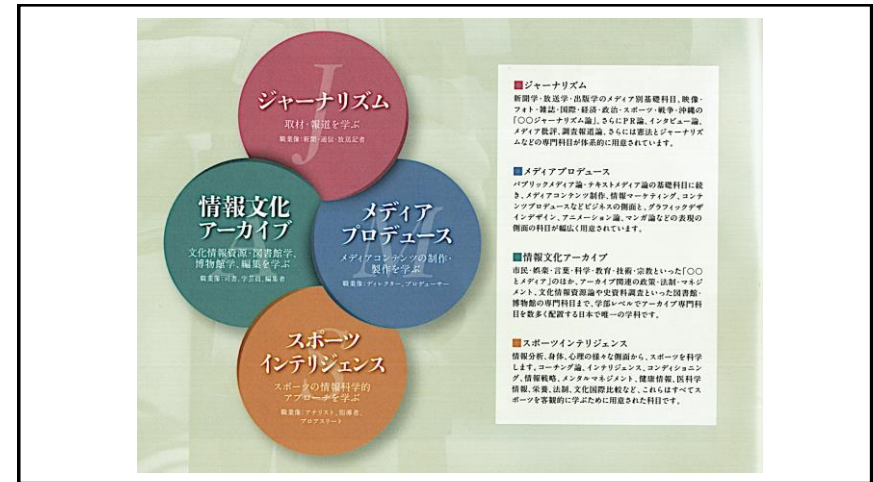 J
ジャーナリズム
取材・報道を学ぶ
職業像:新聞・通信・放送記者
A
情報文化
アーカイブ
文化情報資源・図書館学、
博物館学、編集を学ぶ
職業像:司書、学芸員、編集者
M
メディア
プロデュース
メディアコンテンツの制作・
製作を学ぶ
職業像:ディレクター、プロデューサー
S
スポーツ
インテリジェンス
スポーツの情報科学的
アプローチを学ぶ
職業像:アナリスト、指導者、
プロアスリート
■ジャーナリズム
新聞学・放送学・出版学のメディア別基礎科目、映像・
フォト・雑誌・国際・経済・政治・スポーツ・戦争・沖縄の
「〇〇ジャーナリズム論」、さらにPR論、インタビュー論、
メディア批評、調査報道論、さらには憲法とジャーナリズ
ムなどの専門科目が体系的に用意されています。
■メディアプロデュース
パブリックメディア論・テキストメディア論の基礎科目に続
き、メディアコンテンツ制作、情報マーケティング、コンテ
ンツプロデュースなどビジネスの側面と、グラフィックデザ
インデザイン、アニメーション論、マンガ論などの表現の
側面の科目が幅広く用意されています。
■情報文化アーカイブ
市民・娯楽・言葉・科学・教育・技術・宗教といった「〇〇
とメディア」のほか、アーカイブ関連の政策・法制・マネジ
メント、文化情報資源論や史資料調査といった図書館・
博物館の専門科目まで、学部レベルでアーカイブ専門科
目を数多く配置する日本で唯一の学科です。
■スポーツインテリジェンス
情報分析、身体、心理の様々な側面から、スポーツを科学
します。コーチング論、インテリジェンス、コンディショニン
グ、情報戦略、メンタルマネジメント、健康情報、医科学
情報、栄養、法制、文化国際比較など、これらはすべてス
ポーツを客観的に学ぶために用意された科目です。